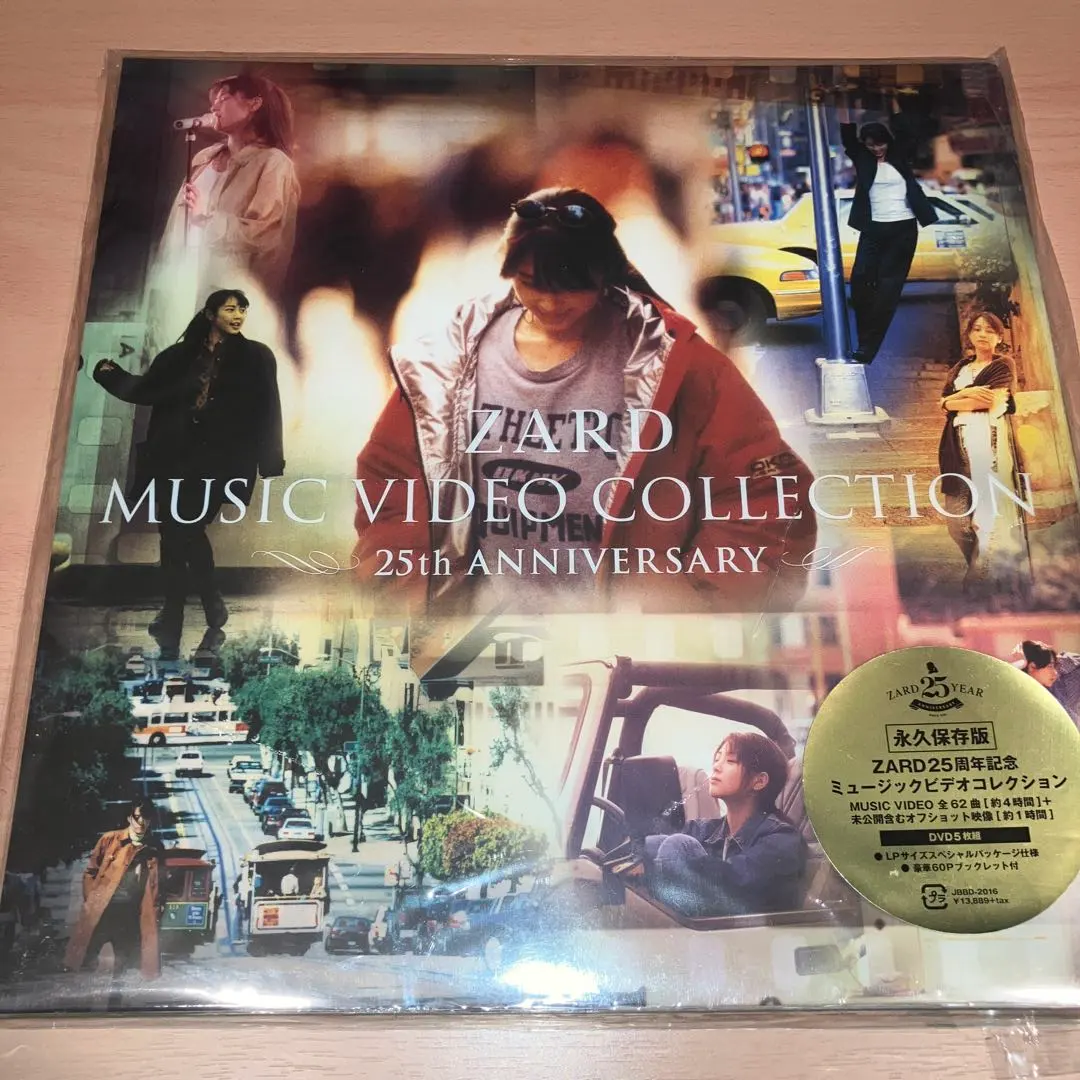 ZARD
MUSIC VIDEO COLLECTION
25th ANNIVERSARY
DKNY
ZARD 25 YEAR
ANNIVERSARY
永久保存版
ZARD25周年記念
ミュージックビデオコレクション
MUSIC VIDEO 全62曲[約4時間]+
未公開含むオフショット映像[約1時間]
DVD5枚組
●LPサイズスペシャルパッケージ仕様
●豪華60Pブックレット付
プラ
JBBD-2016
¥13,889+tax